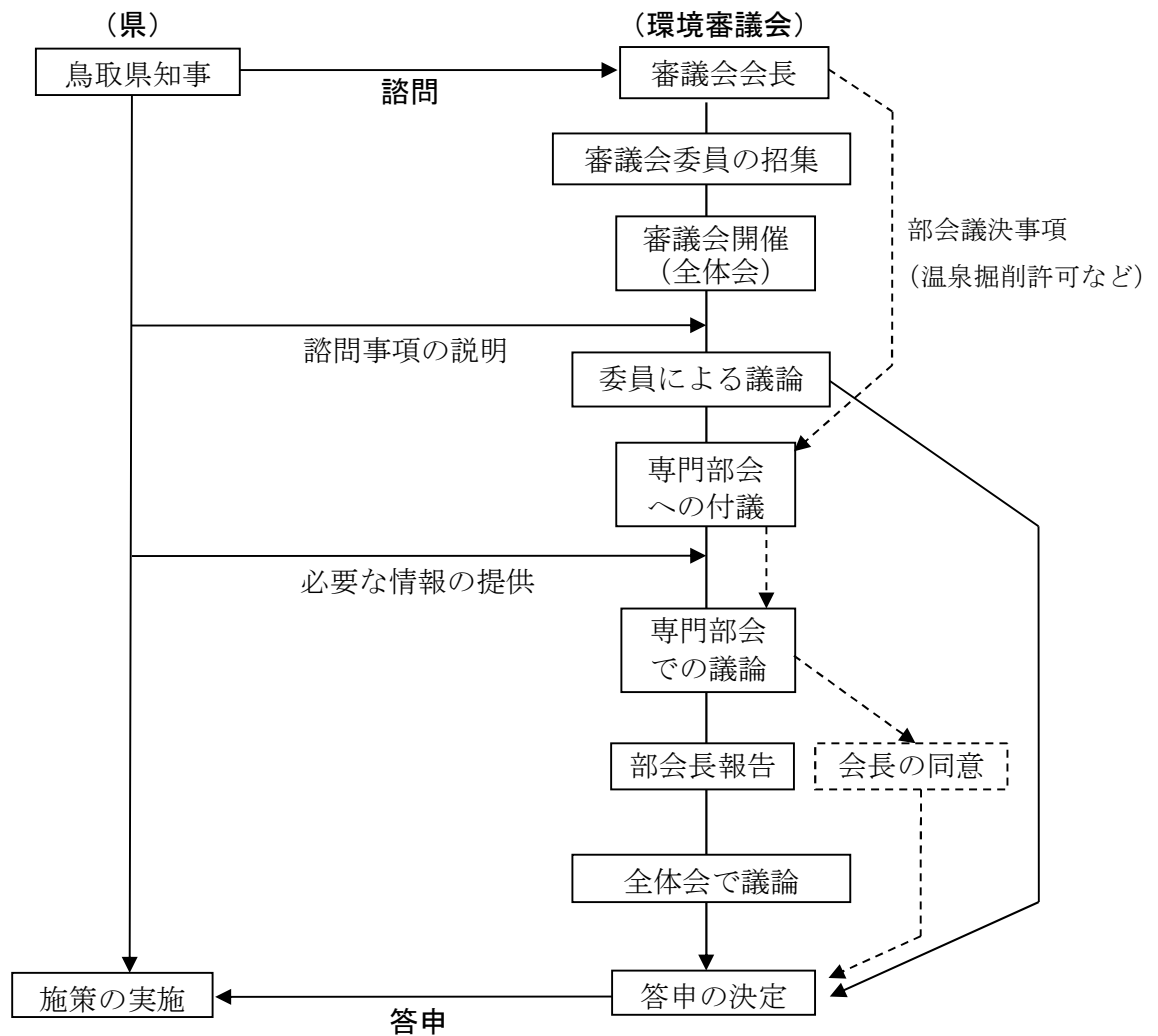 （県）
（環境審議会）
鳥取県知事
諮問
審議会会長
審議会委員の招集
審議会開催
（全体会）
部会議決事項
（温泉掘削許可など）
諮問事項の説明
委員による議論
専門部会
への付議
必要な情報の提供
専門部会
での議論
部会長報告
会長の同意
全体会で議論
施策の実施
答申
答申の決定